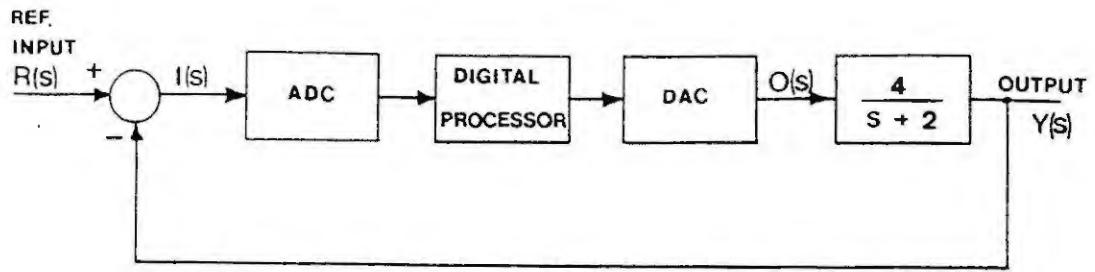 REF.
INPUT
R(s)
+
−
I(s)
ADC
DIGITAL
PROCESSOR
DAC
O(s)
4
S + 2
OUTPUT
Y(s)